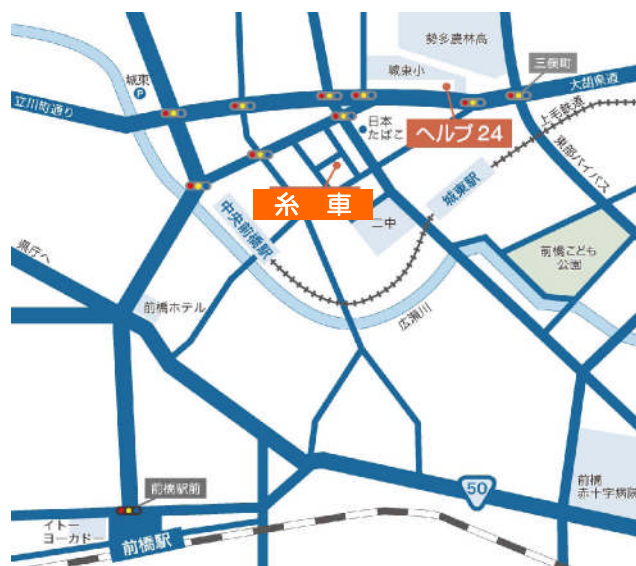 勢多農林高
三俣町
城東小
城東
P
大胡県道
立川町通り
上毛鉄道
日本
たばこ
ヘルプ24
東部バイパス
城東駅
糸 車
二中
中央前橋駅
前橋こども
公園
県庁へ
前橋ホテル
広瀬川
50
前橋
赤十字病院
前橋駅前
イトー
ヨーカドー
前橋駅